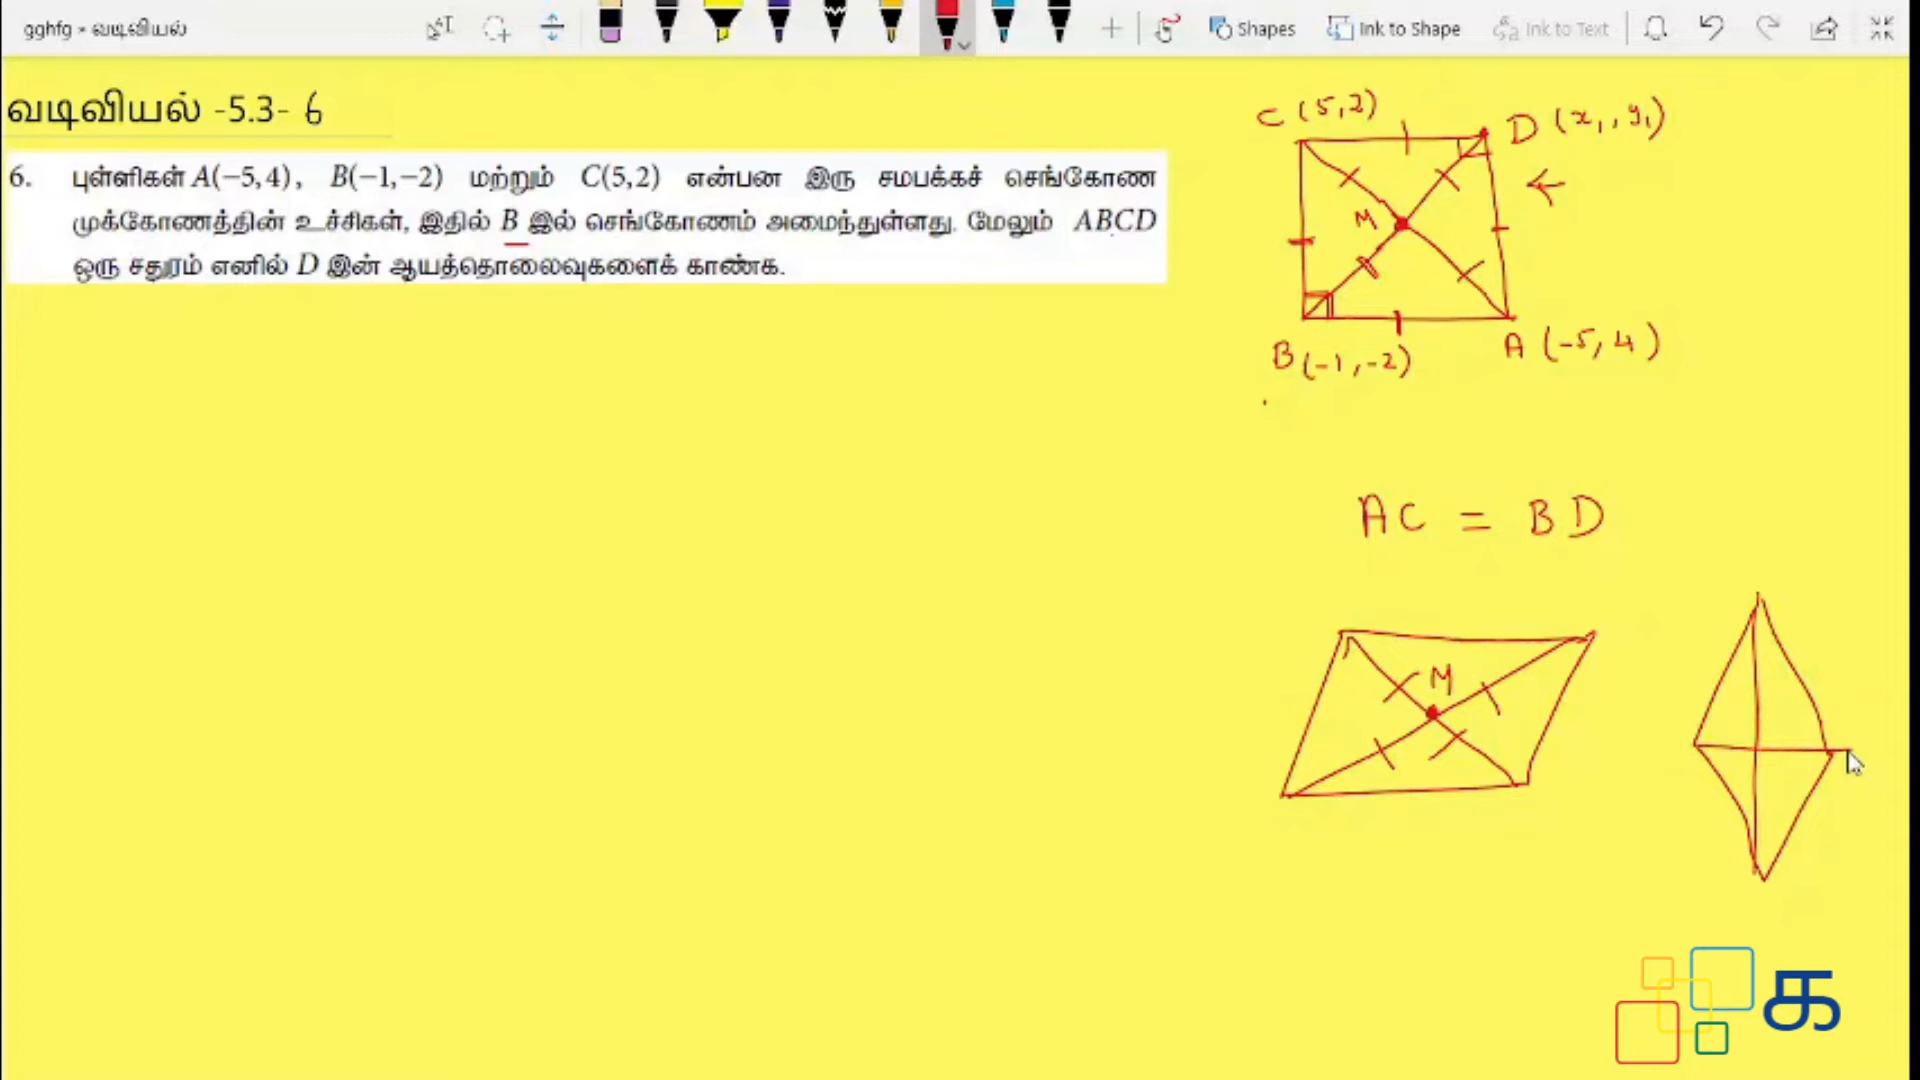 gghfg - வடிவியல்
Shapes
Ink to Shape
Ink to Text
வடிவியல் -5.3- 6
6. புள்ளிகள் A(−5,4), B(−1,−2) மற்றும் C(5,2) என்பன இரு சமபக்கச் செங்கோண
முக்கோணத்தின் உச்சிகள், இதில் B இல் செங்கோணம் அமைந்துள்ளது. மேலும் ABCD
ஒரு சதுரம் எனில் D இன் ஆயத்தொலைவுகளைக் காண்க.
C (5,2)
D (x₁, y₁)
M
B(-1,-2)
A (-5, 4)
AC = BD
M
க